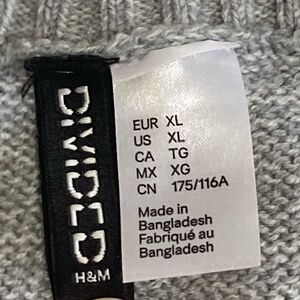 DIVIDED
H&M
EUR XL
US XL
CA TG
MX XG
CN 175/116A
Made in
Bangladesh
Fabriqué au
Bangladesh